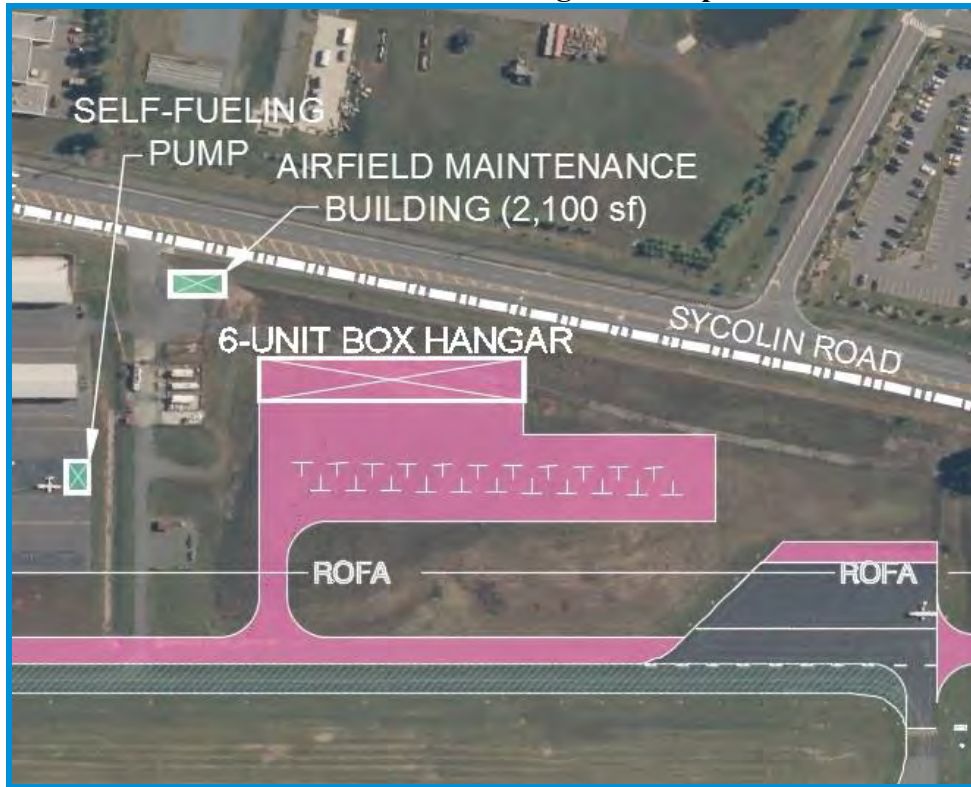 SELF-FUELING
PUMP
AIRFIELD MAINTENANCE
BUILDING (2,100 sf)
SYCOLIN ROAD
6-UNIT BOX HANGAR
ROFA
ROFA